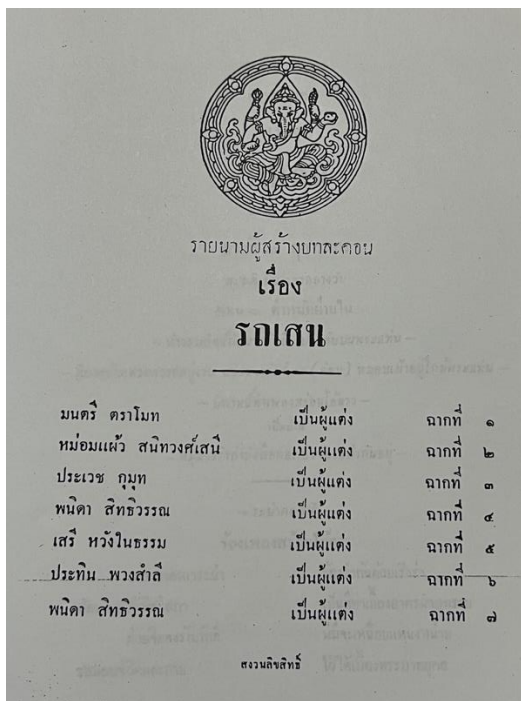 รายนามผู้สร้างบทละคอน
เรื่อง
รถเสน
มนตรี ตราโมท เป็นผู้แต่ง ฉากที่ ๑
หม่อมแผ้ว สนิทวงศ์เสนี เป็นผู้แต่ง ฉากที่ ๒
ประเวช กุมุท เป็นผู้แต่ง ฉากที่ ๓
พนิดา สิทธิวรรณ เป็นผู้แต่ง ฉากที่ ๔
เสรี หวังในธรรม เป็นผู้แต่ง ฉากที่ ๕
ประทิน พวงสำลี เป็นผู้แต่ง ฉากที่ ๖
พนิดา สิทธิวรรณ เป็นผู้แต่ง ฉากที่ ๗
สงวนลิขสิทธิ์